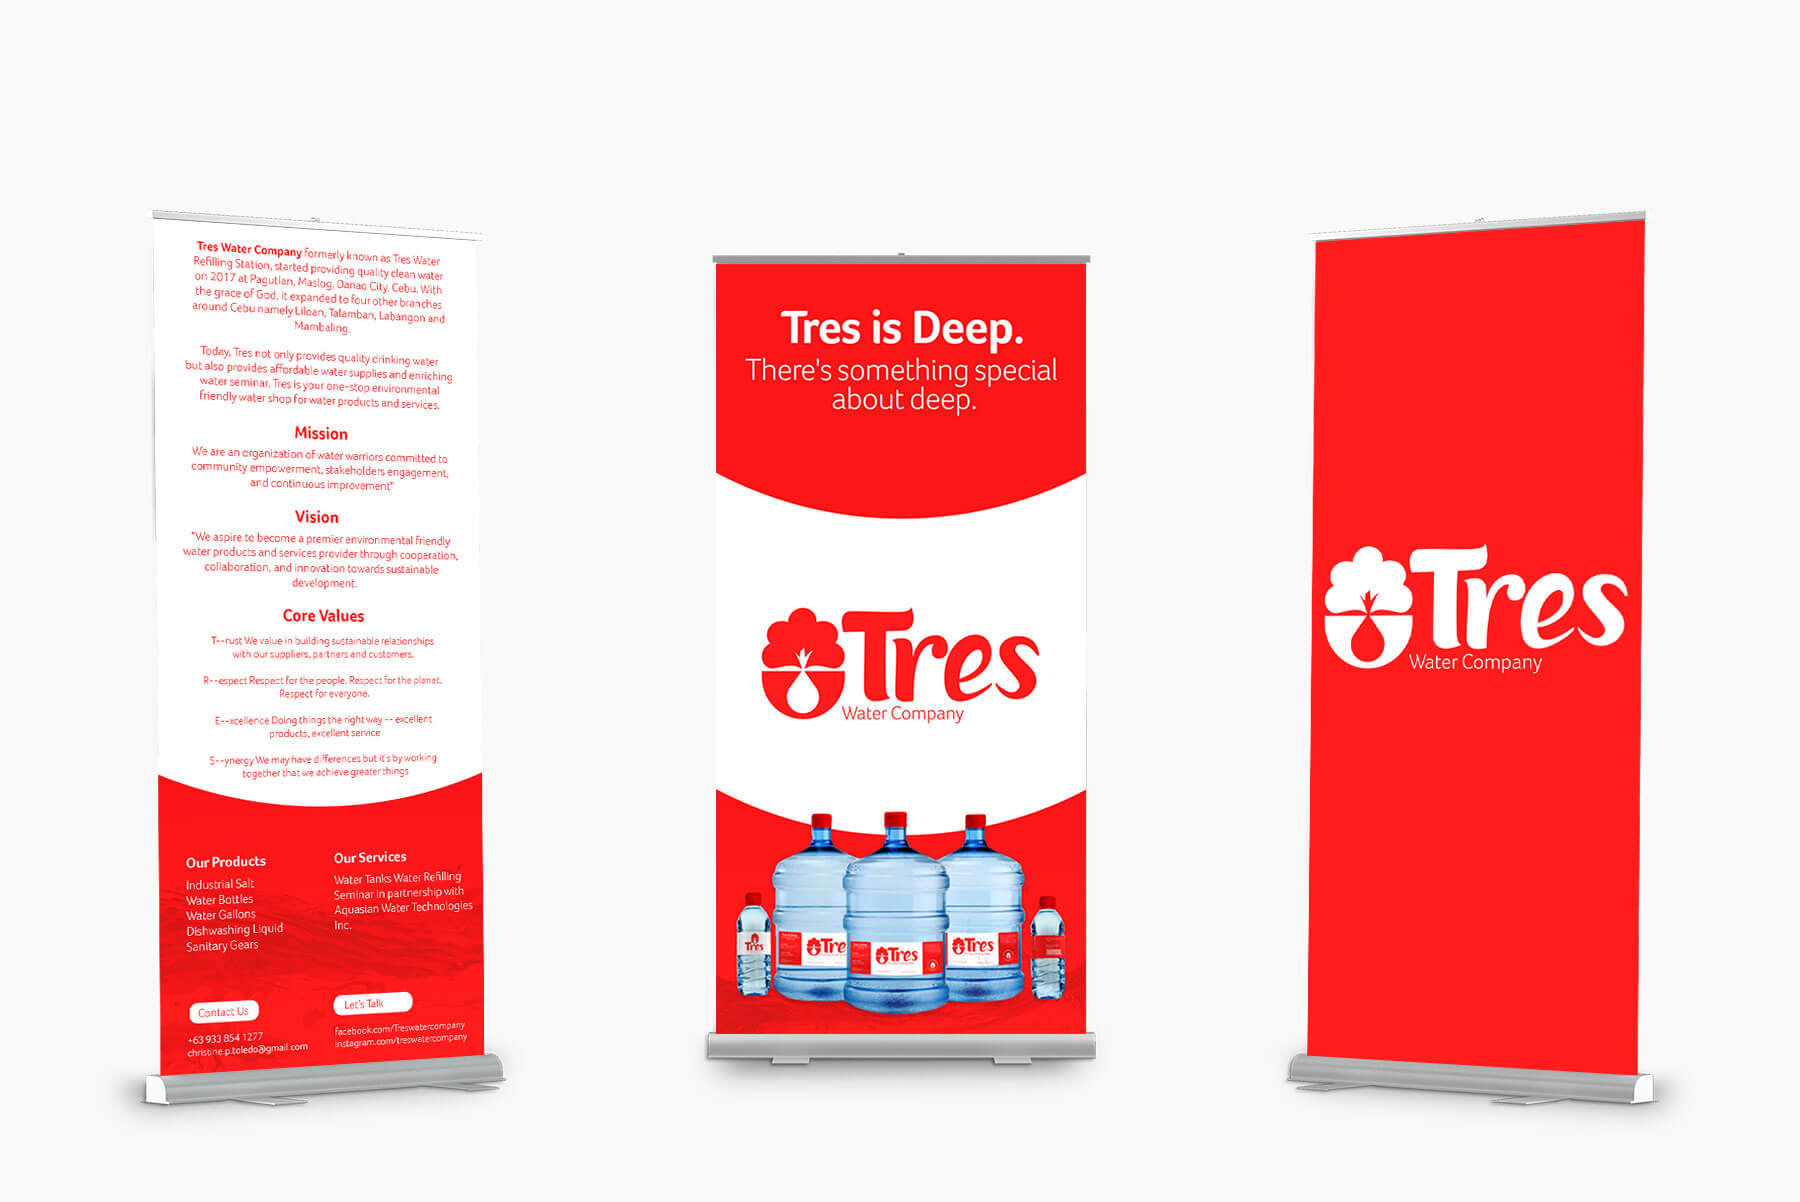 Tres Water Company formerly known as Tres Water
Refilling Station, started providing quality clean water
on 2017 at Pagutlan, Maslog, Danao City, Cebu. With
the grace of God, it expanded to four other branches
around Cebu namely Liloan, Talamban, Labangon and
Mambaling.
Today, Tres not only provides quality drinking water
but also provides affordable water supplies and enriching
water seminar. Tres is your one-stop environmental
friendly water shop for water products and services.
Mission
We are an organization of water warriors committed to
community empowerment, stakeholders engagement,
and continuous improvement"
Vision
"We aspire to become a premier environmental friendly
water products and services provider through cooperation,
collaboration, and innovation towards sustainable
development.
Core Values
T--rust We value in building sustainable relationships
with our suppliers, partners and customers.
R--espect Respect for the people. Respect for the planet.
Respect for everyone.
E--xcellence Doing things the right way -- excellent
products, excellent service
S--ynergy We may have differences but it's by working
together that we achieve greater things
Our Products
Industrial Salt
Water Bottles
Water Gallons
Dishwashing Liquid
Sanitary Gears
Our Services
Water Tanks Water Refilling
Seminar in partnership with
Aquasian Water Technologies
Inc.
Contact Us
+63 933 854 1277
christine.p.toledo@gmail.com
Let's Talk
facebook.com/Treswatercompany
instagram.com/treswatercompany
Tres is Deep.
There's something special
about deep.
Tres
Water Company
Tres
Tre
Tres
Tres
Tres
Water Company